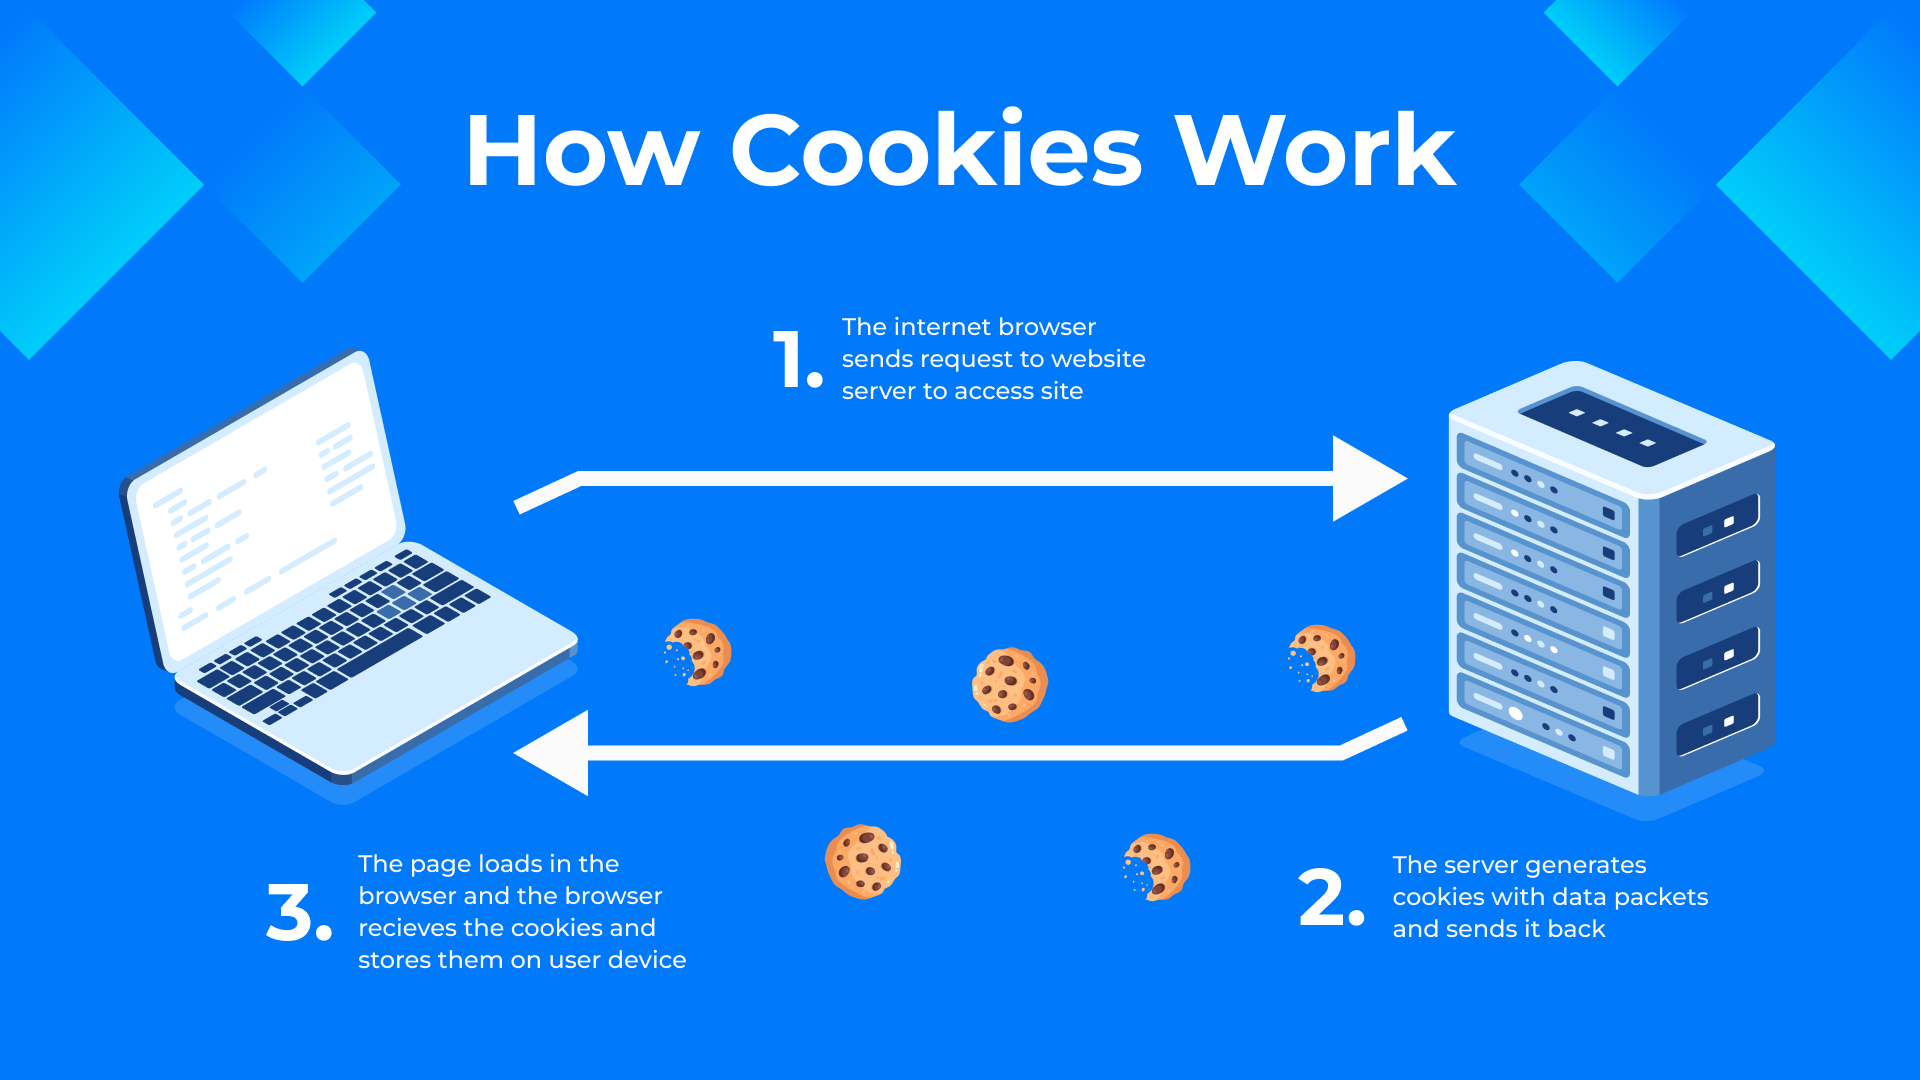 How Cookies Work
1.
The internet browser
sends request to website
server to access site
2.
The server generates
cookies with data packets
and sends it back
3.
The page loads in the
browser and the browser
recieves the cookies and
stores them on user device